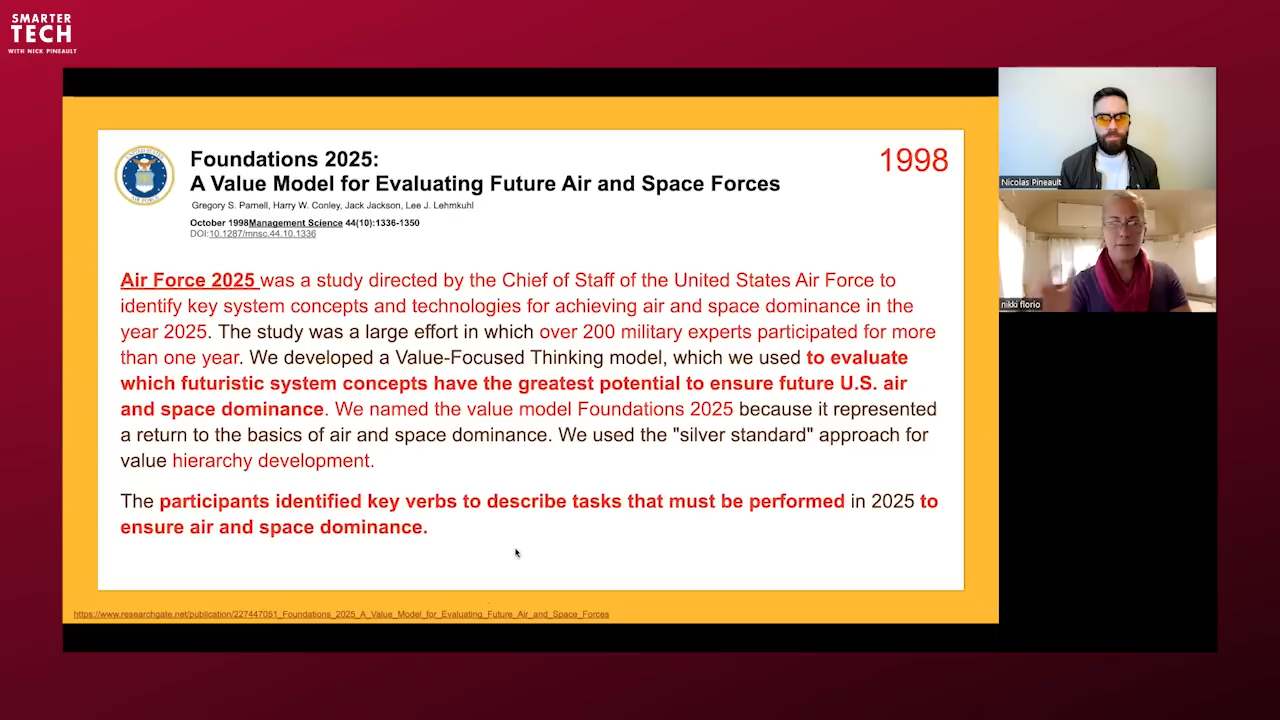 SMARTER
TECH
WITH NICK PINEAULT
Foundations 2025:
A Value Model for Evaluating Future Air and Space Forces
1998
Gregory S. Parnell, Harry W. Conley, Jack Jackson, Lee J. Lehmkuhl
October 1998Management Science 44(10):1336-1350
DOI:10.1287/mnsc.44.10.1336
Air Force 2025 was a study directed by the Chief of Staff of the United States Air Force to
identify key system concepts and technologies for achieving air and space dominance in the
year 2025. The study was a large effort in which over 200 military experts participated for more
than one year. We developed a Value-Focused Thinking model, which we used to evaluate
which futuristic system concepts have the greatest potential to ensure future U.S. air
and space dominance. We named the value model Foundations 2025 because it represented
a return to the basics of air and space dominance. We used the "silver standard" approach for
value hierarchy development.
The participants identified key verbs to describe tasks that must be performed in 2025 to
ensure air and space dominance.
https://www.researchgate.net/publication/227447051_Foundations_2025_A_Value_Model_for_Evaluating_Future_Air_and_Space_Forces
Nicolas Pineault
nikki florio